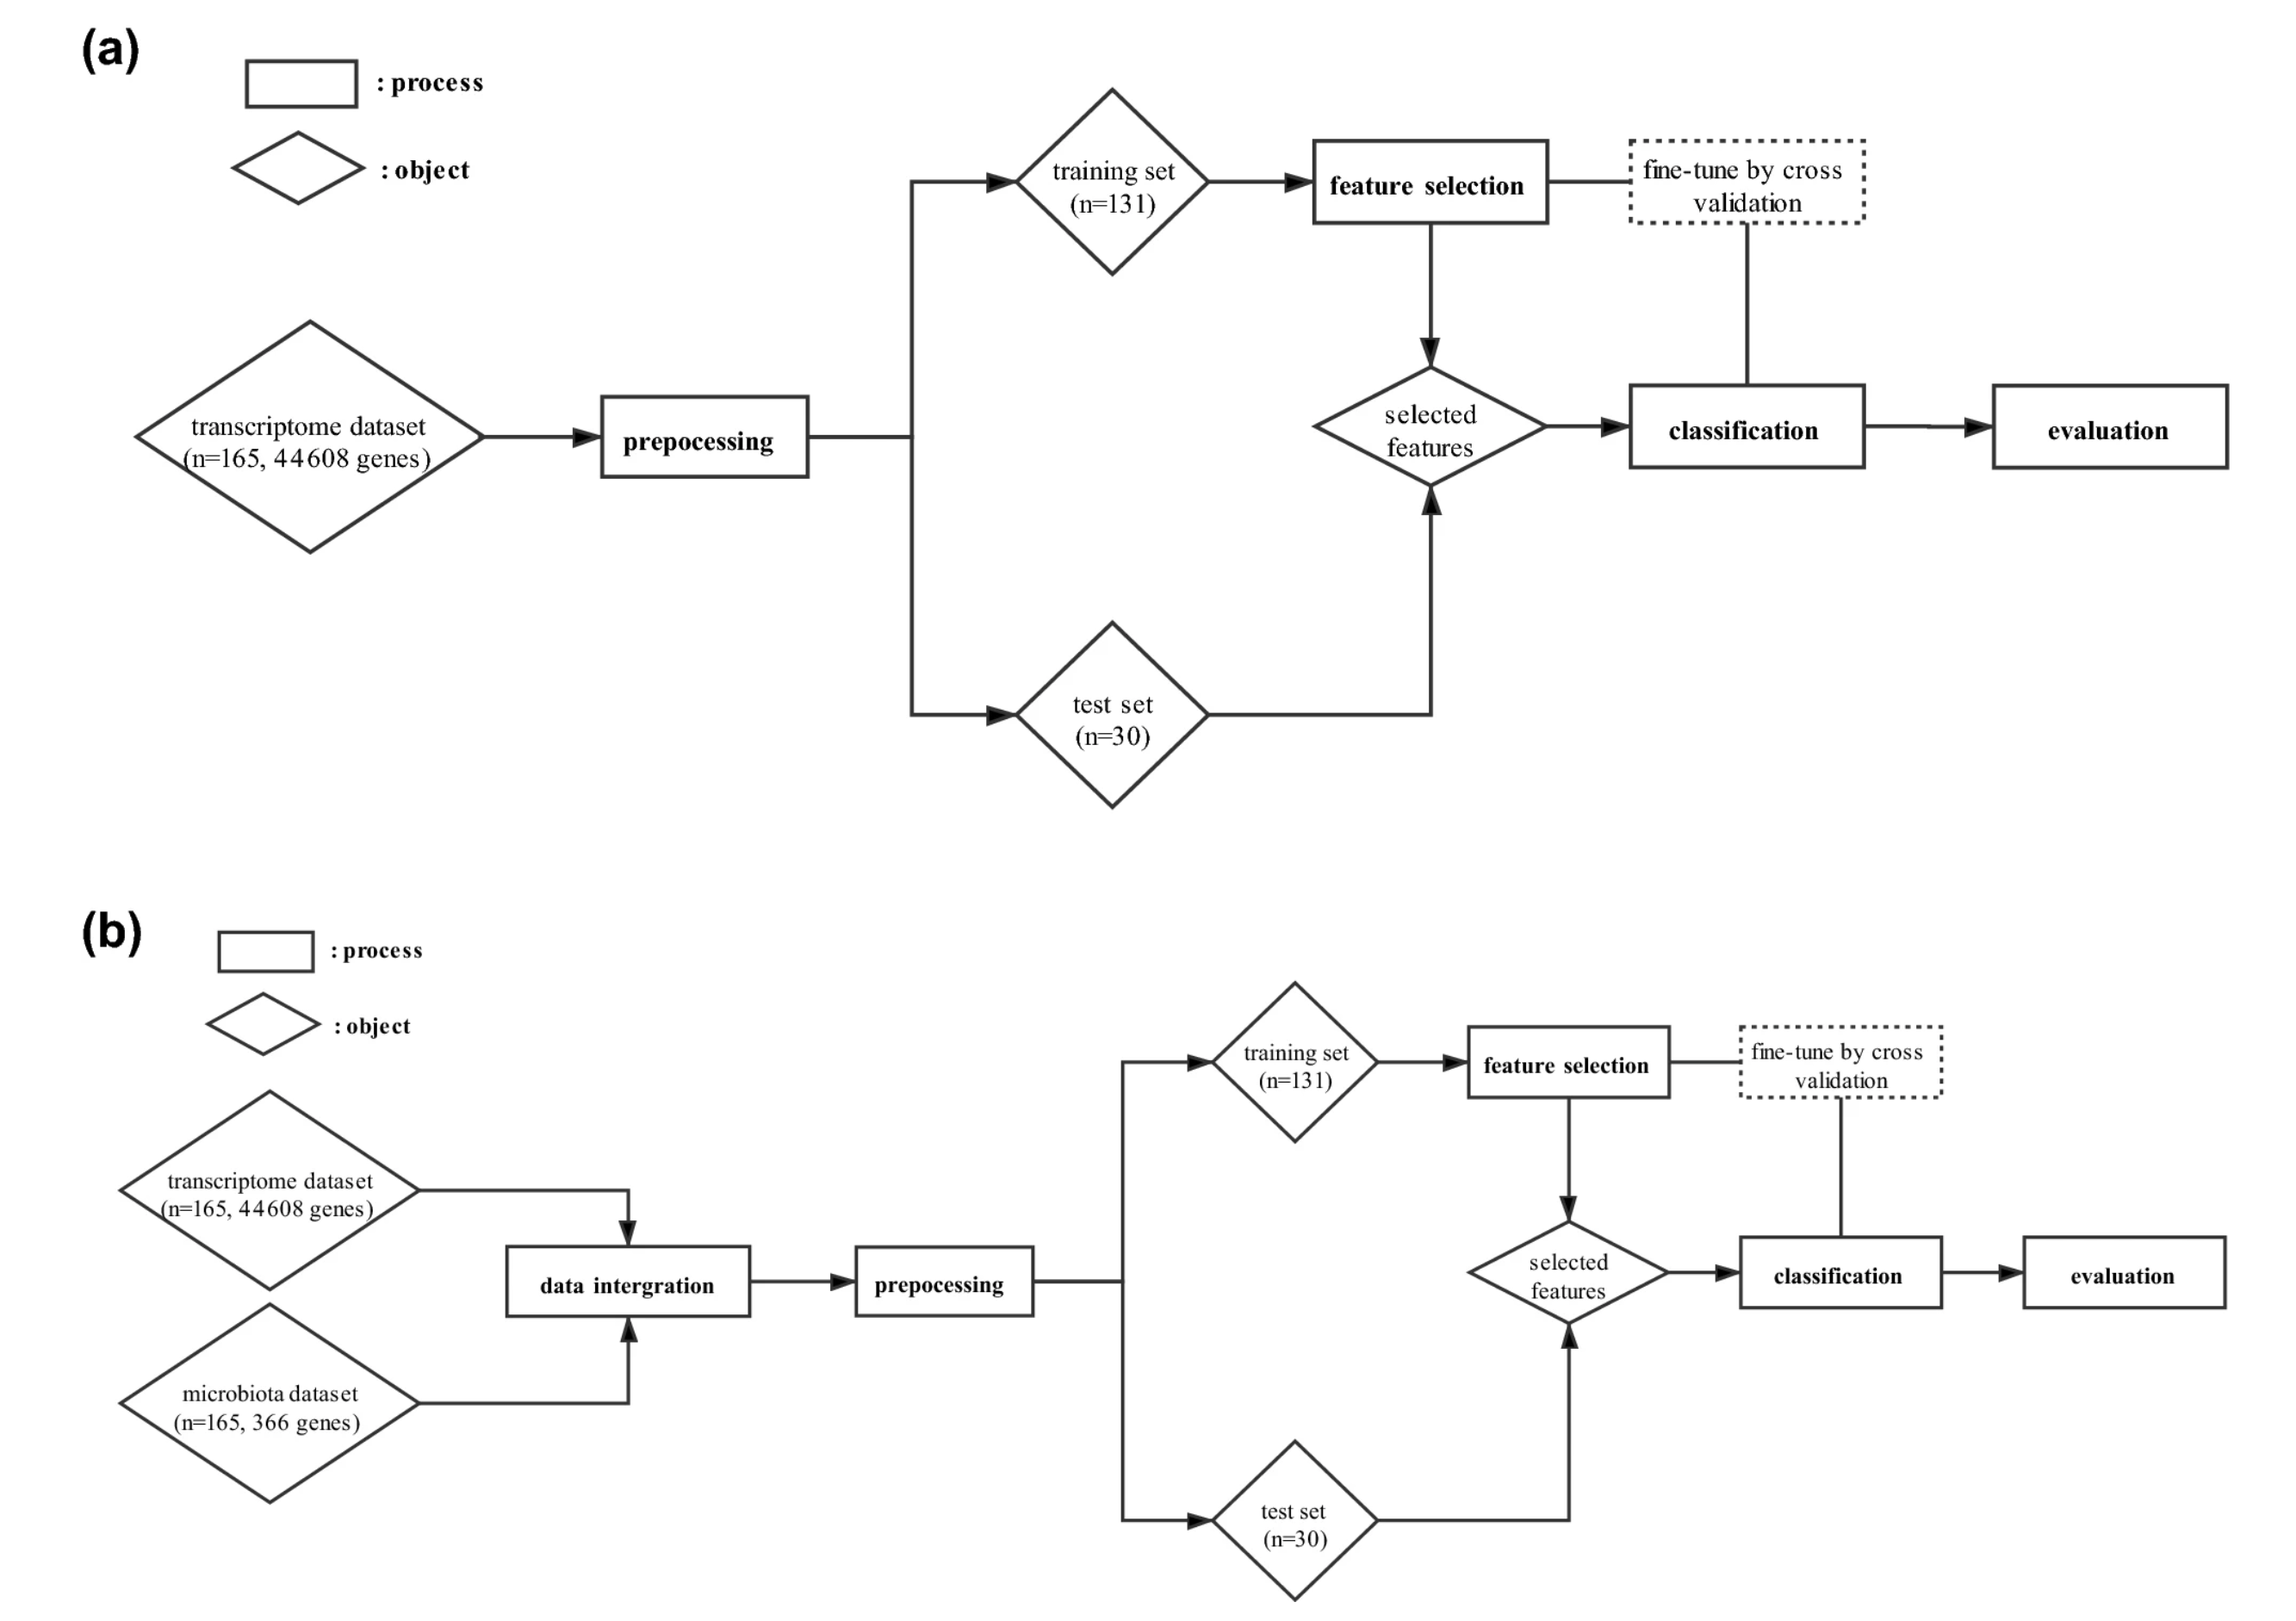 (a)
: process
: object
transcriptome dataset
(n=165, 44608 genes)
prepocessing
training set
(n=131)
test set
(n=30)
feature selection
fine-tune by cross
validation
selected
features
classification
evaluation
(b)
: process
: object
transcriptome dataset
(n=165, 44608 genes)
microbiota dataset
(n=165, 366 genes)
data intergration
prepocessing
training set
(n=131)
test set
(n=30)
feature selection
fine-tune by cross
validation
selected
features
classification
evaluation